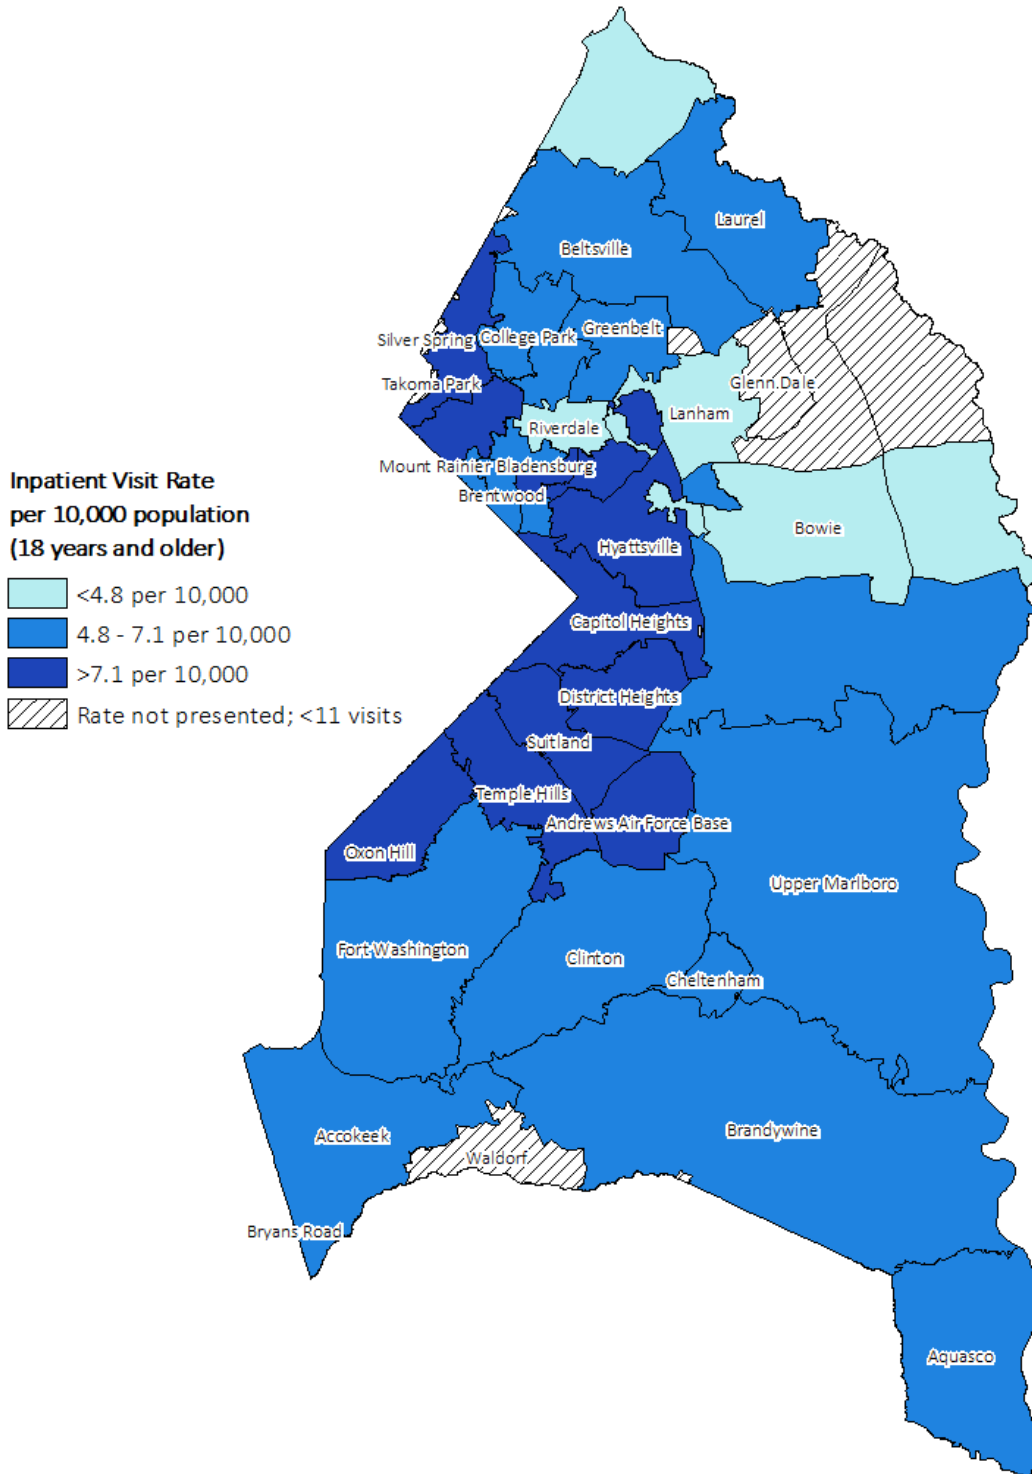 Laurel
Beltsville
Silver Spring
College Park
Greenbelt
Takoma Park
Glenn Dale
Lanham
Riverdale
Mount Rainier
Bladensburg
Brentwood
Inpatient Visit Rate
per 10,000 population
(18 years and older)
<4.8 per 10,000
4.8 - 7.1 per 10,000
>7.1 per 10,000
Rate not presented; <11 visits
Bowie
Hyattsville
Capitol Heights
District Heights
Suitland
Temple Hills
Andrews Air Force Base
Oxon Hill
Upper Marlboro
Fort Washington
Clinton
Cheltenham
Accokeek
Brandywine
Waldorf
Bryans Road
Aquasco